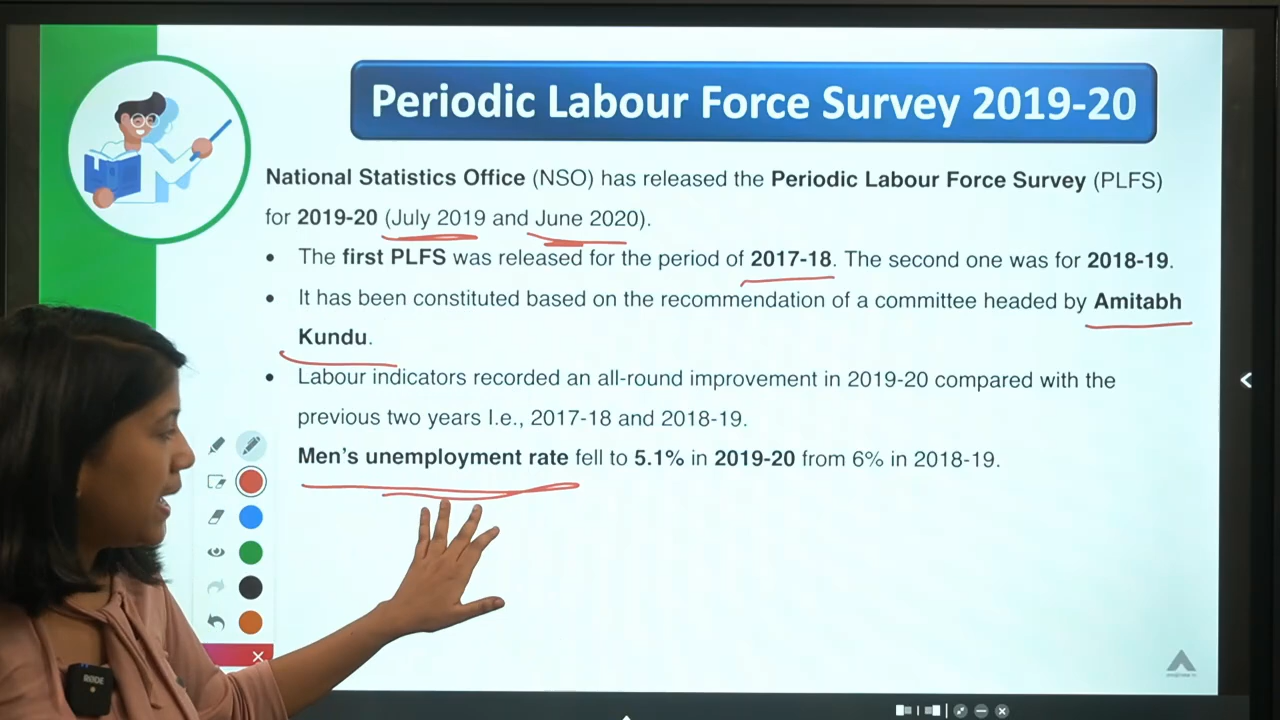 Periodic Labour Force Survey 2019-20
National Statistics Office (NSO) has released the Periodic Labour Force Survey (PLFS)
for 2019-20 (July 2019 and June 2020).
• The first PLFS was released for the period of 2017-18. The second one was for 2018-19.
• It has been constituted based on the recommendation of a committee headed by Amitabh
Kundu.
• Labour indicators recorded an all-round improvement in 2019-20 compared with the
previous two years I.e., 2017-18 and 2018-19.
Men's unemployment rate fell to 5.1% in 2019-20 from 6% in 2018-19.
RODE